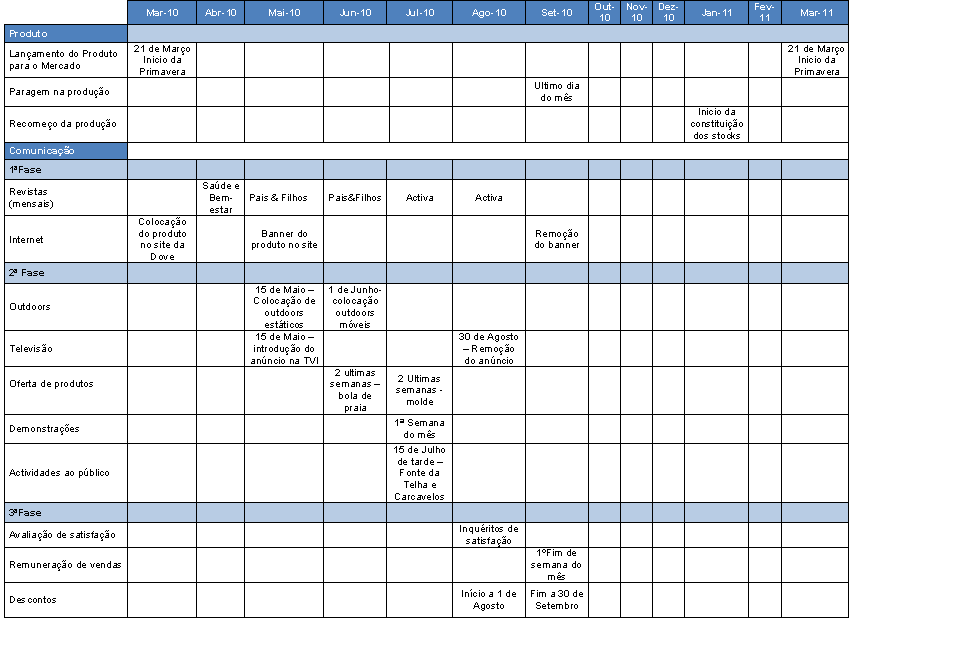 Mar-10 Abr-10 Mai-10 Jun-10 Jul-10 Ago-10 Set-10 Out-10 Nov-10 Dez-10 Jan-11 Fev-11 Mar-11
Produto
Lançamento do Produto
para o Mercado
21 de Março
Inicio da
Primavera
21 de Março
Inicio da
Primavera
Paragem na produção
Ultimo dia
do mês
Recomeço da produção
Inicio da
constituição
dos stocks
Comunicação
1ªFase
Revistas
(mensais)
Saúde e
Bem-
estar
Pais & Filhos
Pais&Filhos
Activa
Activa
Internet
Colocação
do produto
no site da
Dove
Banner do
produto no site
Remoção
do banner
2ª Fase
Outdoors
15 de Maio –
Colocação de
outdoors
estáticos
1 de Junho-
colocação
outdoors
móveis
Televisão
15 de Maio –
introdução do
anúncio na TVI
30 de Agosto
– Remoção
do anúncio
Oferta de produtos
2 ultimas
semanas –
bola de
praia
2 Ultimas
semanas -
molde
Demonstrações
1ª Semana
do mês
Actividades ao público
15 de Julho
de tarde –
Fonte da
Telha e
Carcavelos
3ªFase
Avaliação de satisfação
Inquéritos de
satisfação
Remuneração de vendas
1ºFim de
semana do
mês
Descontos
Início a 1 de
Agosto
Fim a 30 de
Setembro